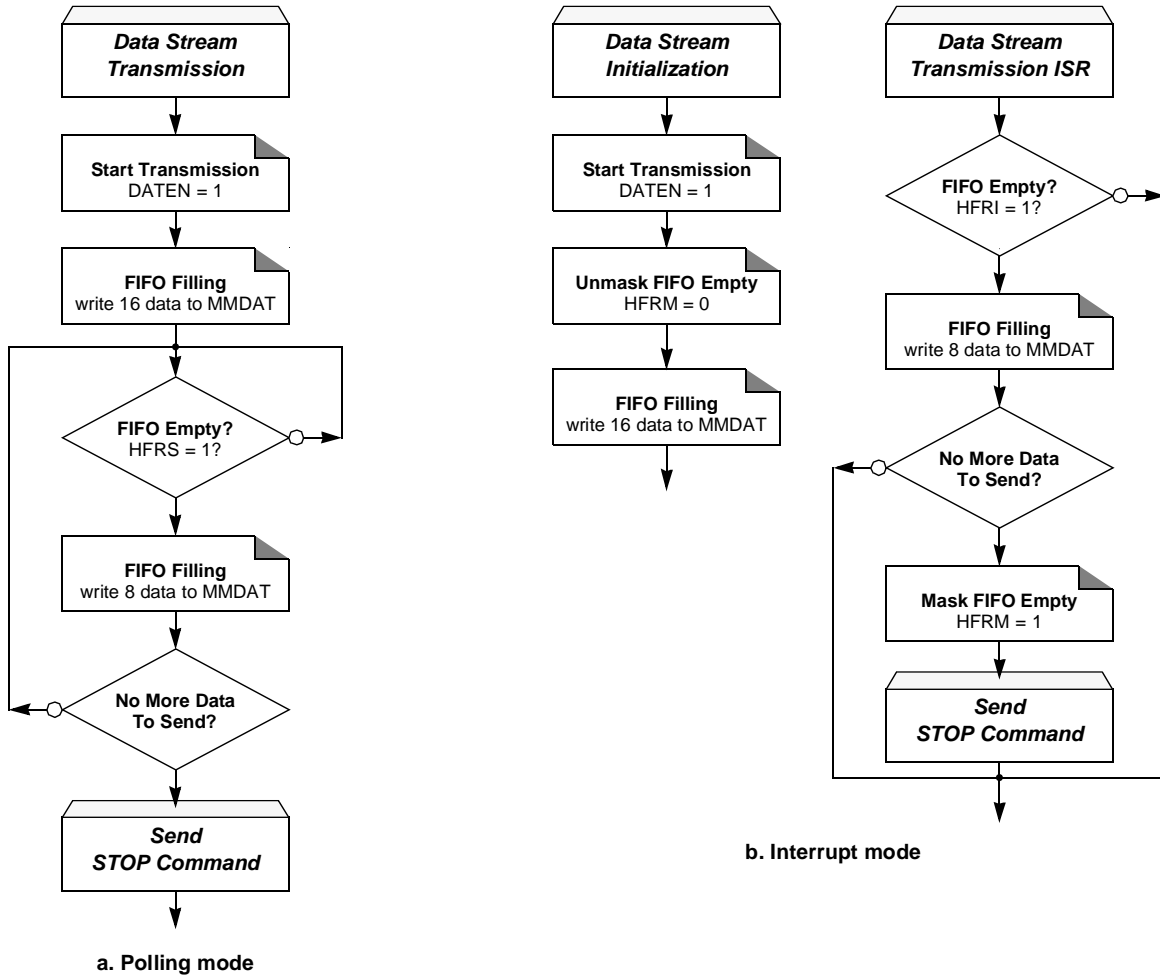 Data Stream
Transmission
Start Transmission
DATEN = 1
FIFO Filling
write 16 data to MMDAT
FIFO Empty?
HFRS = 1?
FIFO Filling
write 8 data to MMDAT
No More Data
To Send?
Send
STOP Command
a. Polling mode
Data Stream
Initialization
Start Transmission
DATEN = 1
Unmask FIFO Empty
HFRM = 0
FIFO Filling
write 16 data to MMDAT
Data Stream
Transmission ISR
FIFO Empty?
HFRI = 1?
FIFO Filling
write 8 data to MMDAT
No More Data
To Send?
Mask FIFO Empty
HFRM = 1
Send
STOP Command
b. Interrupt mode